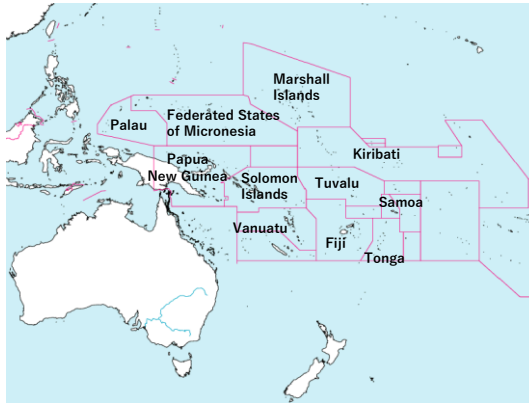 Marshall
Islands
Federated States
of Micronesia
Palau
Kiribati
Papua
New Guinea
Solomon
Islands
Tuvalu
Samoa
Vanuatu
Fiji
Tonga